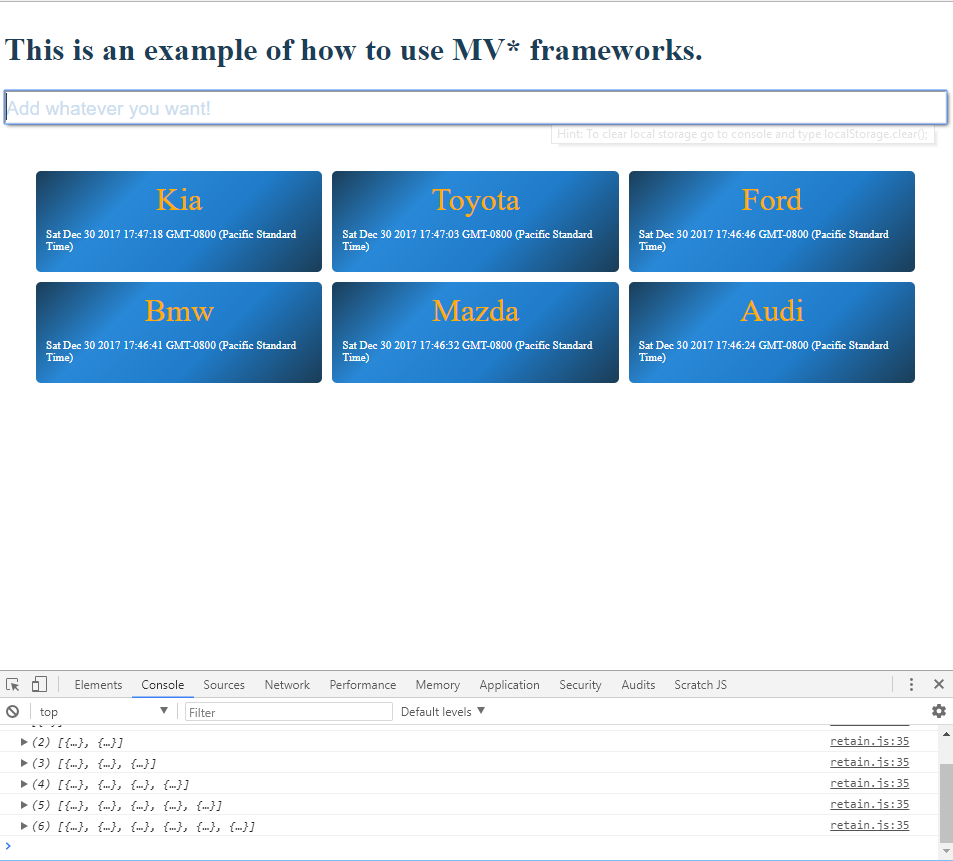 This is an example of how to use MV* frameworks.
Add whatever you want!
Hint: To clear local storage go to console and type localStorage.clear();
Kia
Sat Dec 30 2017 17:47:18 GMT-0800 (Pacific Standard
Time)
Toyota
Sat Dec 30 2017 17:47:03 GMT-0800 (Pacific Standard
Time)
Ford
Sat Dec 30 2017 17:46:46 GMT-0800 (Pacific Standard
Time)
Bmw
Sat Dec 30 2017 17:46:41 GMT-0800 (Pacific Standard
Time)
Mazda
Sat Dec 30 2017 17:46:32 GMT-0800 (Pacific Standard
Time)
Audi
Sat Dec 30 2017 17:46:24 GMT-0800 (Pacific Standard
Time)
Elements Console Sources Network Performance Memory Application Security Audits Scratch JS
top Filter Default levels
(2) [{…}, {…}] retain.js:35
(3) [{…}, {…}, {…}] retain.js:35
(4) [{…}, {…}, {…}, {…}] retain.js:35
(5) [{…}, {…}, {…}, {…}, {…}] retain.js:35
(6) [{…}, {…}, {…}, {…}, {…}, {…}] retain.js:35